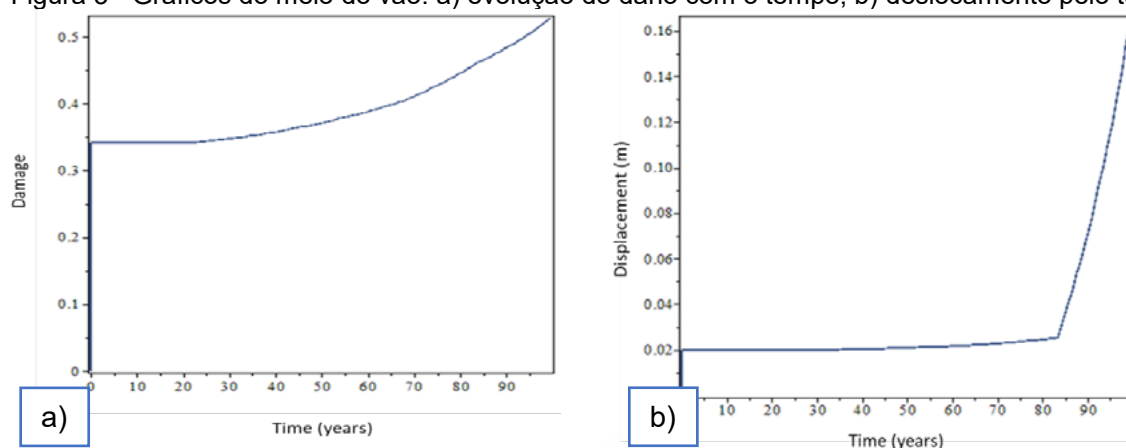 Figura 6 - Gráficos do meio do vão: a) evolução do dano com o tempo; b) deslocamento pelo
0.5
0.4
0.3
0.2
0.1
0
Damage
0 10 20 30 40 50 60 70 80 90
Time (years)
a)
0.16
0.14
0.12
0.10
0.08
0.06
0.04
0.02
Displacement (m)
10 20 30 40 50 60 70 80 90
Time (years)
b)